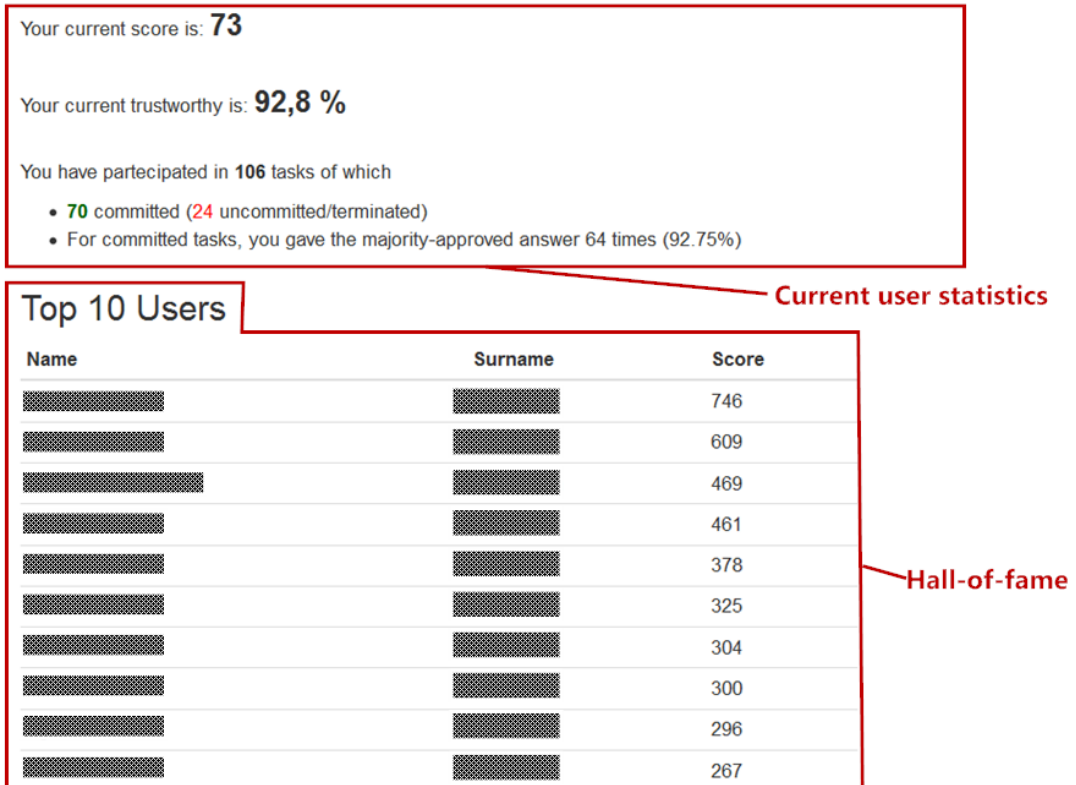 Your current score is: 73
Your current trustworthy is: 92,8 %
You have partecipated in 106 tasks of which
• 70 committed (24 uncommitted/terminated)
• For committed tasks, you gave the majority-approved answer 64 times (92.75%)
Current user statistics
Top 10 Users
Name Surname Score
746
609
469
461
378
Hall-of-fame
325
304
300
296
267